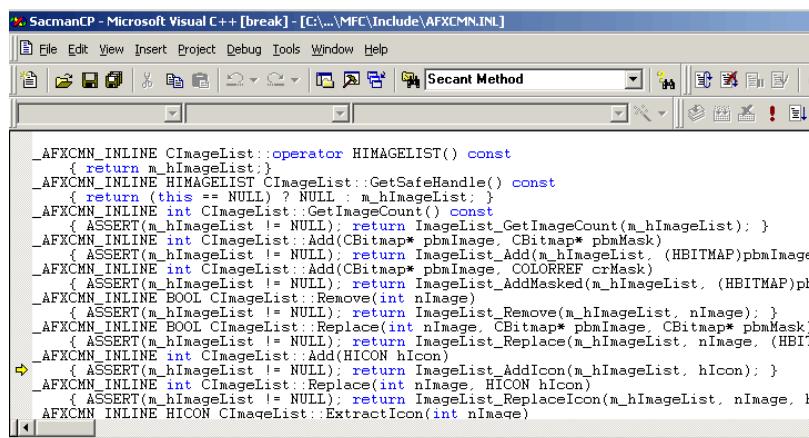 SacmanCP - Microsoft Visual C++ [break] - [C:\...\MFC\Include\AFXCMN.INL]
File Edit View Insert Project Debug Tools Window Help
Secant Method
_AFXCMN_INLINE CImageList::operator HIMAGELIST() const
{ return m_hImageList;}
_AFXCMN_INLINE HIMAGELIST CImageList::GetSafeHandle() const
{ return (this == NULL) ? NULL : m_hImageList; }
_AFXCMN_INLINE int CImageList::GetImageCount() const
{ ASSERT(m_hImageList != NULL); return ImageList_GetImageCount(m_hImageList); }
_AFXCMN_INLINE int CImageList::Add(CBitmap* pbmImage, CBitmap* pbmMask)
{ ASSERT(m_hImageList != NULL); return ImageList_Add(m_hImageList, (HBITMAP)pbmImage
_AFXCMN_INLINE int CImageList::Add(CBitmap* pbmImage, COLORREF crMask)
{ ASSERT(m_hImageList != NULL); return ImageList_AddMasked(m_hImageList, (HBITMAP)pb
_AFXCMN_INLINE BOOL CImageList::Remove(int nImage)
{ ASSERT(m_hImageList != NULL); return ImageList_Remove(m_hImageList, nImage); }
_AFXCMN_INLINE BOOL CImageList::Replace(int nImage, CBitmap* pbmImage, CBitmap* pbmMask)
{ ASSERT(m_hImageList != NULL); return ImageList_Replace(m_hImageList, nImage, (HBIT
_AFXCMN_INLINE int CImageList::Add(HICON hIcon)
{ ASSERT(m_hImageList != NULL); return ImageList_AddIcon(m_hImageList, hIcon); }
_AFXCMN_INLINE int CImageList::Replace(int nImage, HICON hIcon)
{ ASSERT(m_hImageList != NULL); return ImageList_ReplaceIcon(m_hImageList, nImage, h
_AFXCMN_INLINE HICON CImageList::ExtractIcon(int nImage)